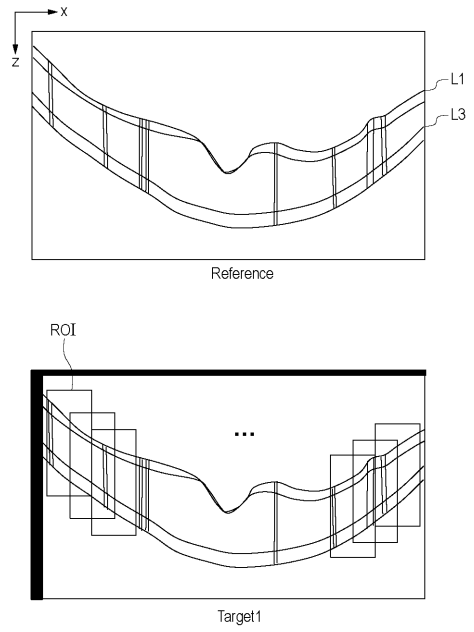 X
Z
L1
L3
Reference
ROI
...
Target1